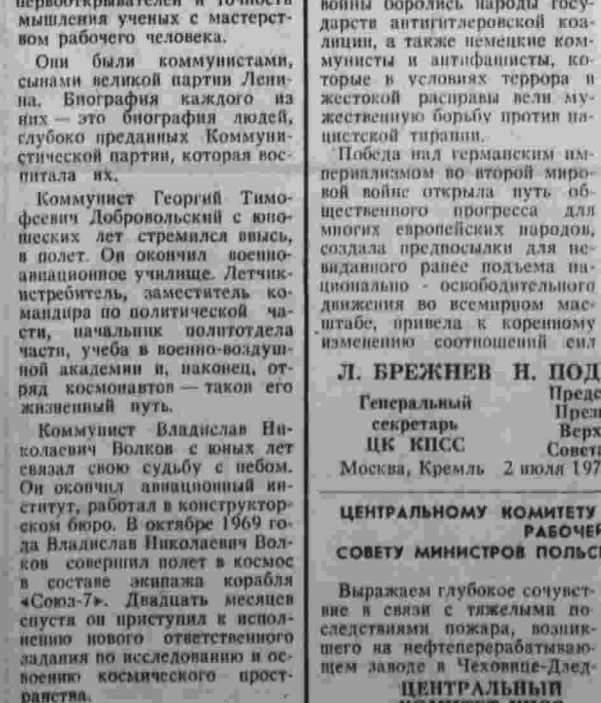 первооткрывателей и точность
мышления ученых с мастерст-
вом рабочего человека.
Они были коммунистами,
сынами великой партии Лени-
на. Биография каждого из
них — это биография людей,
глубоко преданных Коммуни-
стической партии, которая вос-
питала их.
Коммунист Георгий Тимо-
феевич Добровольский с юно-
шеских лет стремился ввысь,
в полет. Он окончил военно-
авиационное училище. Летчик-
истребитель, заместитель ко-
мандира по политической ча-
сти, начальник политотдела
части, учеба в военно-воздуш-
ной академии и, наконец, от-
ряд космонавтов — таков его
жизненный путь.
Коммунист Владислав Ни-
колаевич Волков с юных лет
связал свою судьбу с небом.
Он окончил авиационный ин-
ститут, работал в конструктор-
ском бюро. В октябре 1969 го-
да Владислав Николаевич Вол-
ков совершил полет в космос
в составе экипажа корабля
«Союз-7». Двадцать месяцев
спустя он приступил к испол-
нению нового ответственного
задания по исследованию и ос-
воению космического прост-
ранства.
войны боролись народы госу-
дарств антигитлеровской коа-
лиции, а также немецкие ком-
мунисты и антифашисты, ко-
торые в условиях террора и
жестокой расправы вели му-
жественную борьбу против на-
цистской тирании.
Победа над германским им-
периализмом во второй миро-
вой войне открыла путь об-
щественного прогресса для
многих европейских народов,
создала предпосылки для не-
виданного ранее подъема на-
ционально - освободительного
движения во всемирном мас-
штабе, привела к коренному
изменению соотношений сил
Л. БРЕЖНЕВ Н. ПОД
Генеральный
секретарь
ЦК КПСС
Предс
През
Верх
Совета
Москва, Кремль 2 июля 197
ЦЕНТРАЛЬНОМУ КОМИТЕТУ
РАБОЧЕЙ
СОВЕТУ МИНИСТРОВ ПОЛЬС
Выражаем глубокое сочувст-
вие в связи с тяжелыми по-
следствиями пожара, возник-
шего на нефтеперерабатываю-
щем заводе в Чеховице-Дзед-
ЦЕНТРАЛЬНЫЙ
КОМИТЕТ КПСС